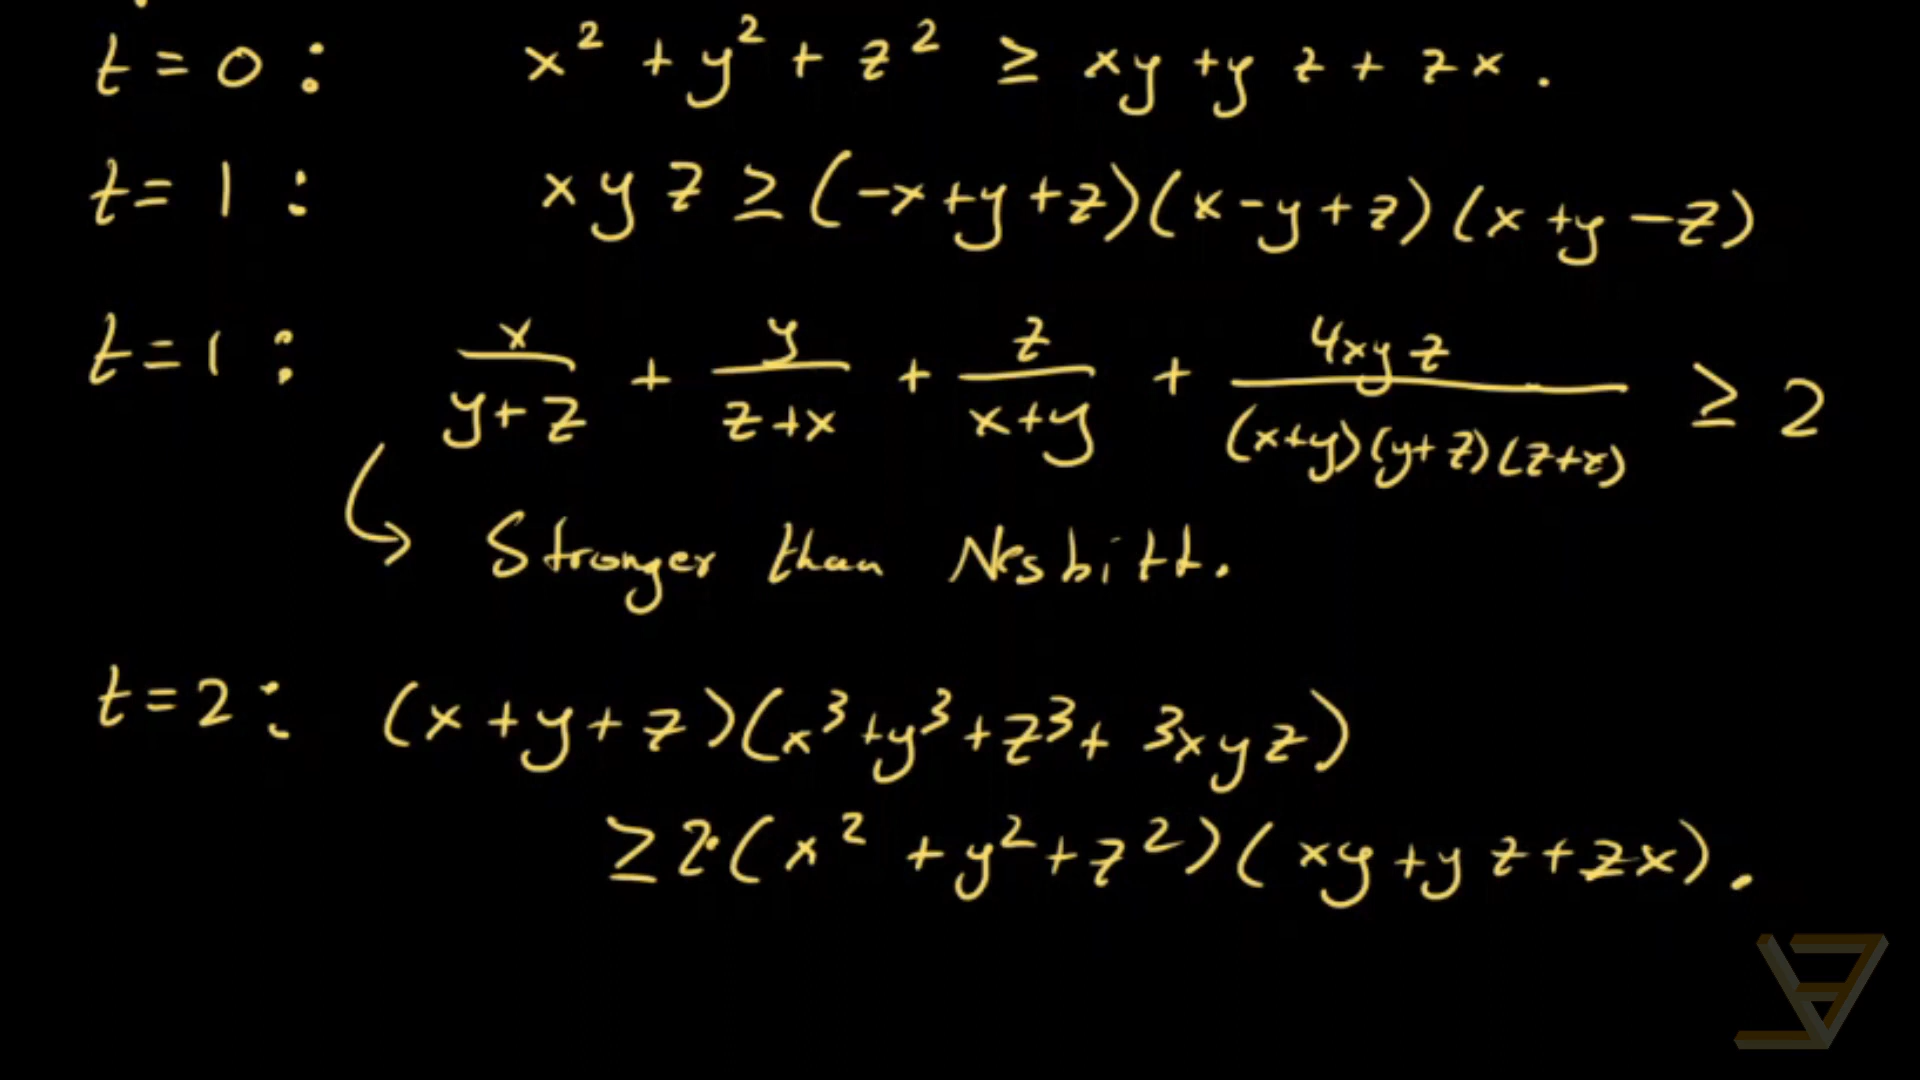 t=0: x² + y² + z² ≥ xy + yz + zx.
t=1: xyz ≥ (-x+y+z)(x-y+z)(x+y-z)
t=1: x/(y+z) + y/(z+x) + z/(x+y) + 4xyz/((x+y)(y+z)(z+x)) ≥ 2
↳ Stronger than Nesbitt.
t=2: (x+y+z)(x³+y³+z³+3xyz)
≥2(x²+y²+z²)(xy+yz+zx).